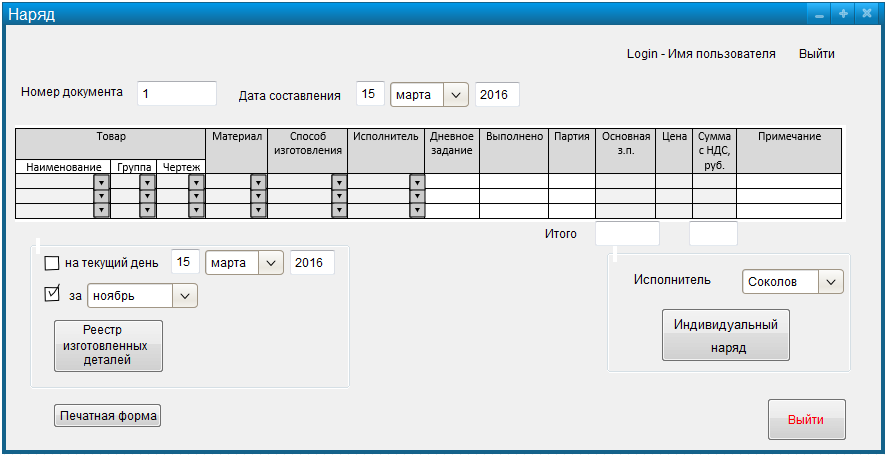 Наряд
Login - Имя пользователя Выйти
Номер документа 1 Дата составления 15 марта 2016
Товар Материал Способ изготовления Исполнитель Дневное задание Выполнено Партия Основная з.п. Цена Сумма с НДС, руб. Примечание
Наименование Группа Чертеж
Итого
на текущий день 15 марта 2016
за ноябрь
Исполнитель Соколов
Реестр
изготовленных
деталей
Индивидуальный
наряд
Печатная форма
Выйти